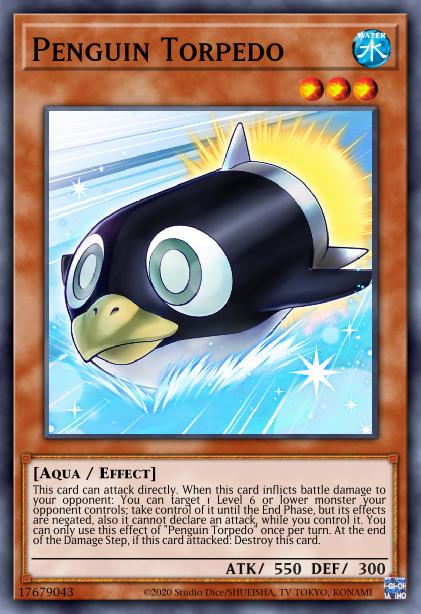 PENGUIN TORPEDO
WATER
水
[AQUA / EFFECT]
This card can attack directly. When this card inflicts battle damage to
your opponent: You can target 1 Level 6 or lower monster your
opponent controls; take control of it until the End Phase, but its effects
are negated, also it cannot declare an attack, while you control it. You
can only use this effect of "Penguin Torpedo" once per turn. At the end
of the Damage Step, if this card attacked: Destroy this card.
ATK/ 550 DEF/ 300
17679043
©2020 Studio Dice/SHUEISHA, TV TOKYO, KONAMI